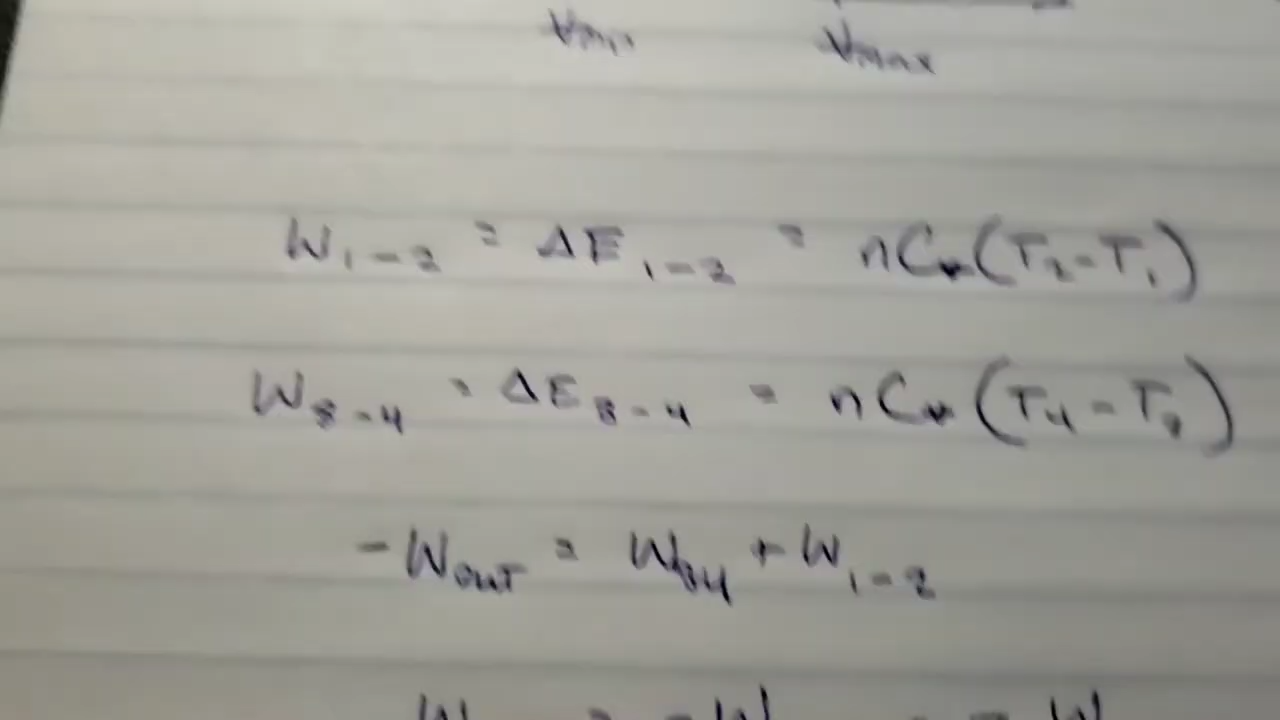 Vmin Vmax
W₁₋₂ = ΔE₁₋₂ = nCᵥ(T₂-T₁)
W₃₋₄ = ΔE₃₋₄ = nCᵥ(T₄-T₃)
-Wout = W₃₄ + W₁₋₂
W = -W - W